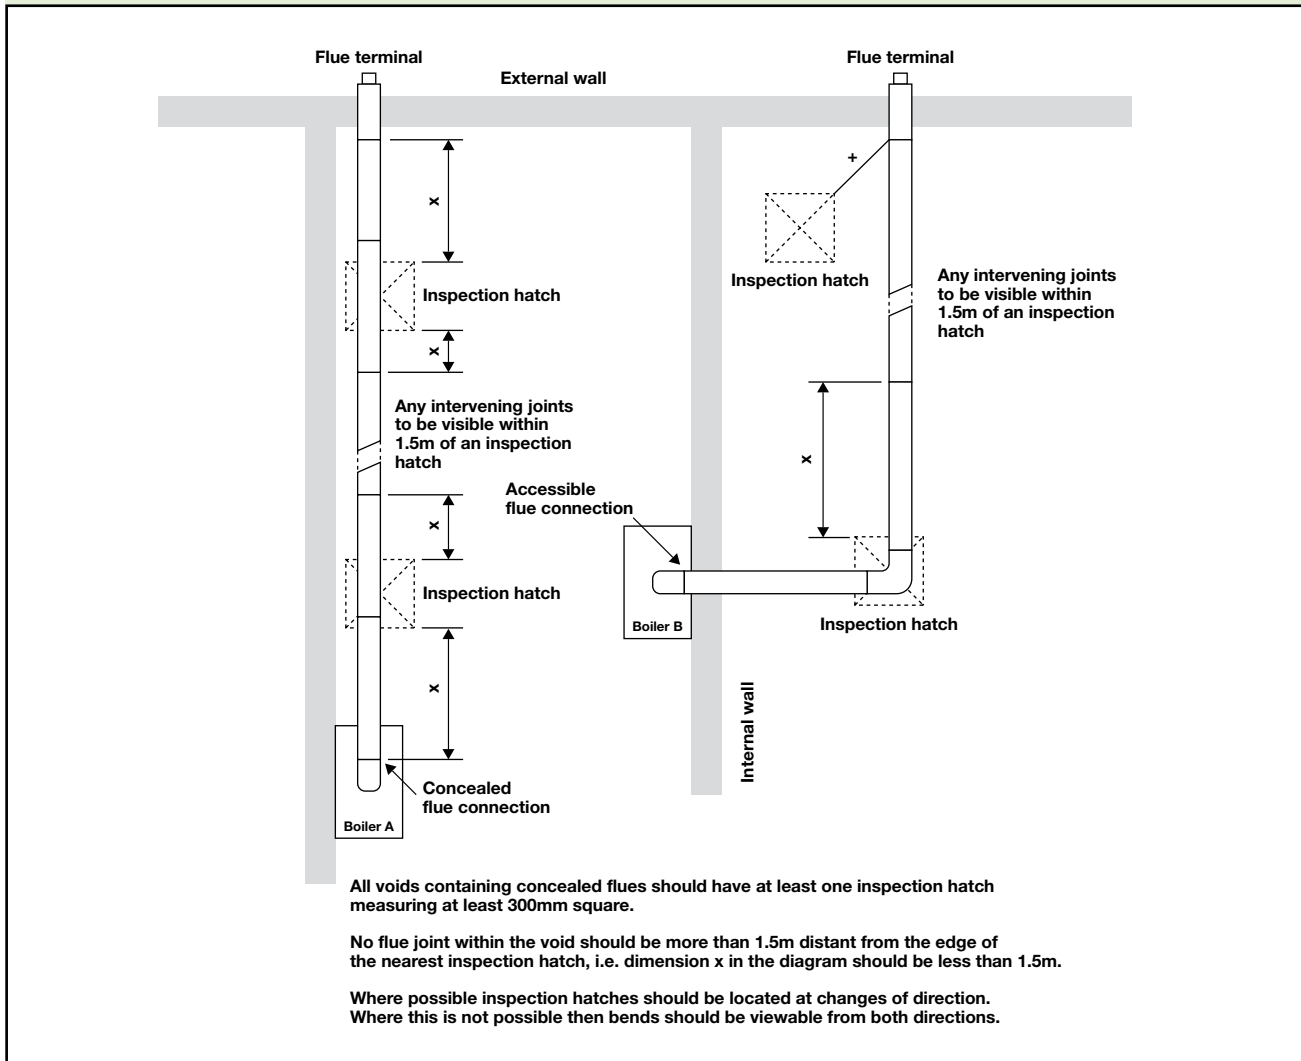 Flue terminal
Flue terminal
External wall
x
+
Inspection hatch
x
Inspection hatch
Any intervening joints
to be visible within
1.5m of an inspection
hatch
Any intervening joints
to be visible within
1.5m of an inspection
hatch
x
Accessible
flue connection
x
Inspection hatch
Boiler B
Inspection hatch
x
Internal wall
Concealed
flue connection
Boiler A
All voids containing concealed flues should have at least one inspection hatch
measuring at least 300mm square.
No flue joint within the void should be more than 1.5m distant from the edge of
the nearest inspection hatch, i.e. dimension x in the diagram should be less than 1.5m.
Where possible inspection hatches should be located at changes of direction.
Where this is not possible then bends should be viewable from both directions.